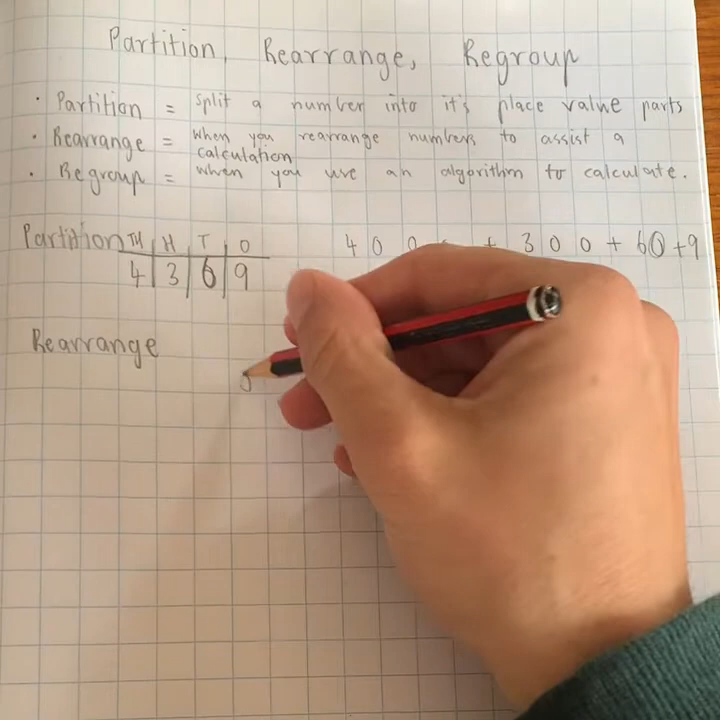 Partition, Rearrange, Regroup
· Partition = split a number into it's place value parts
· Rearrange = when you rearrange numbers to assist a
calculation
· Regroup = when you use an algorithm to calculate.
Partition TH H T O 400 + 300 + 60 + 9
4 3 6 9
Rearrange